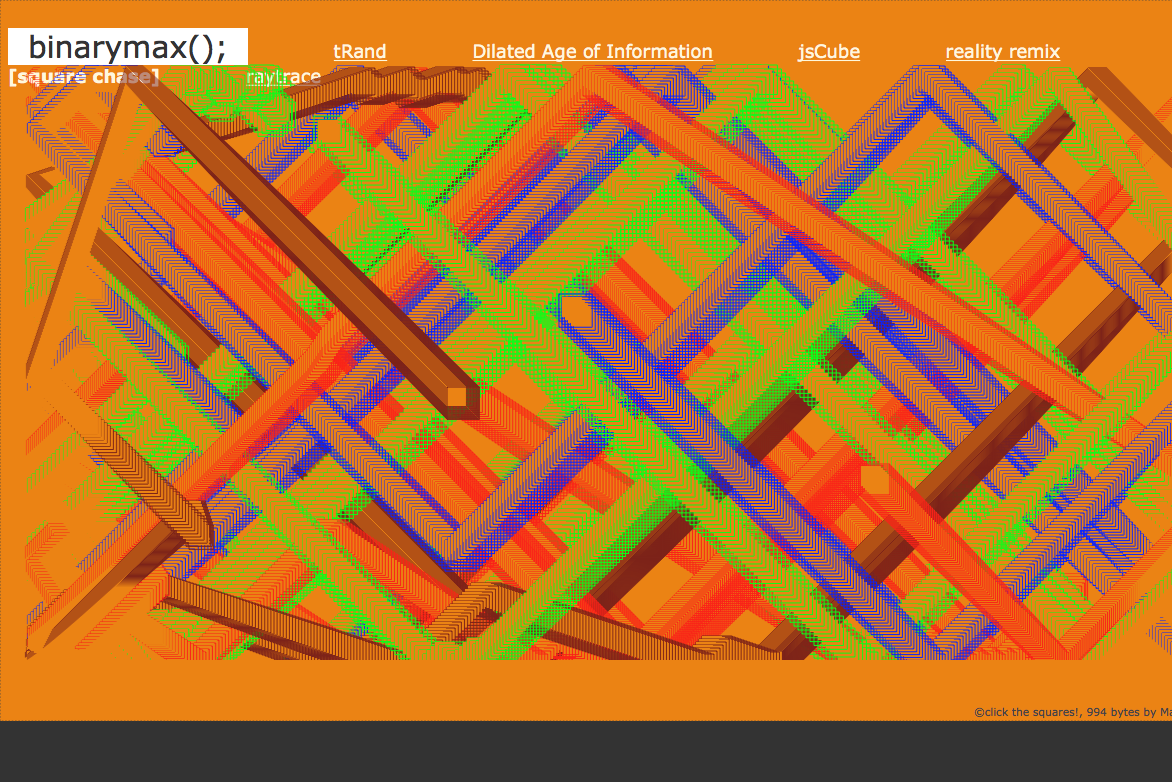 binarymax();
tRand Dilated Age of Information jsCube reality remix
[square chase] raytrace
©click the squares!, 994 bytes by Ma